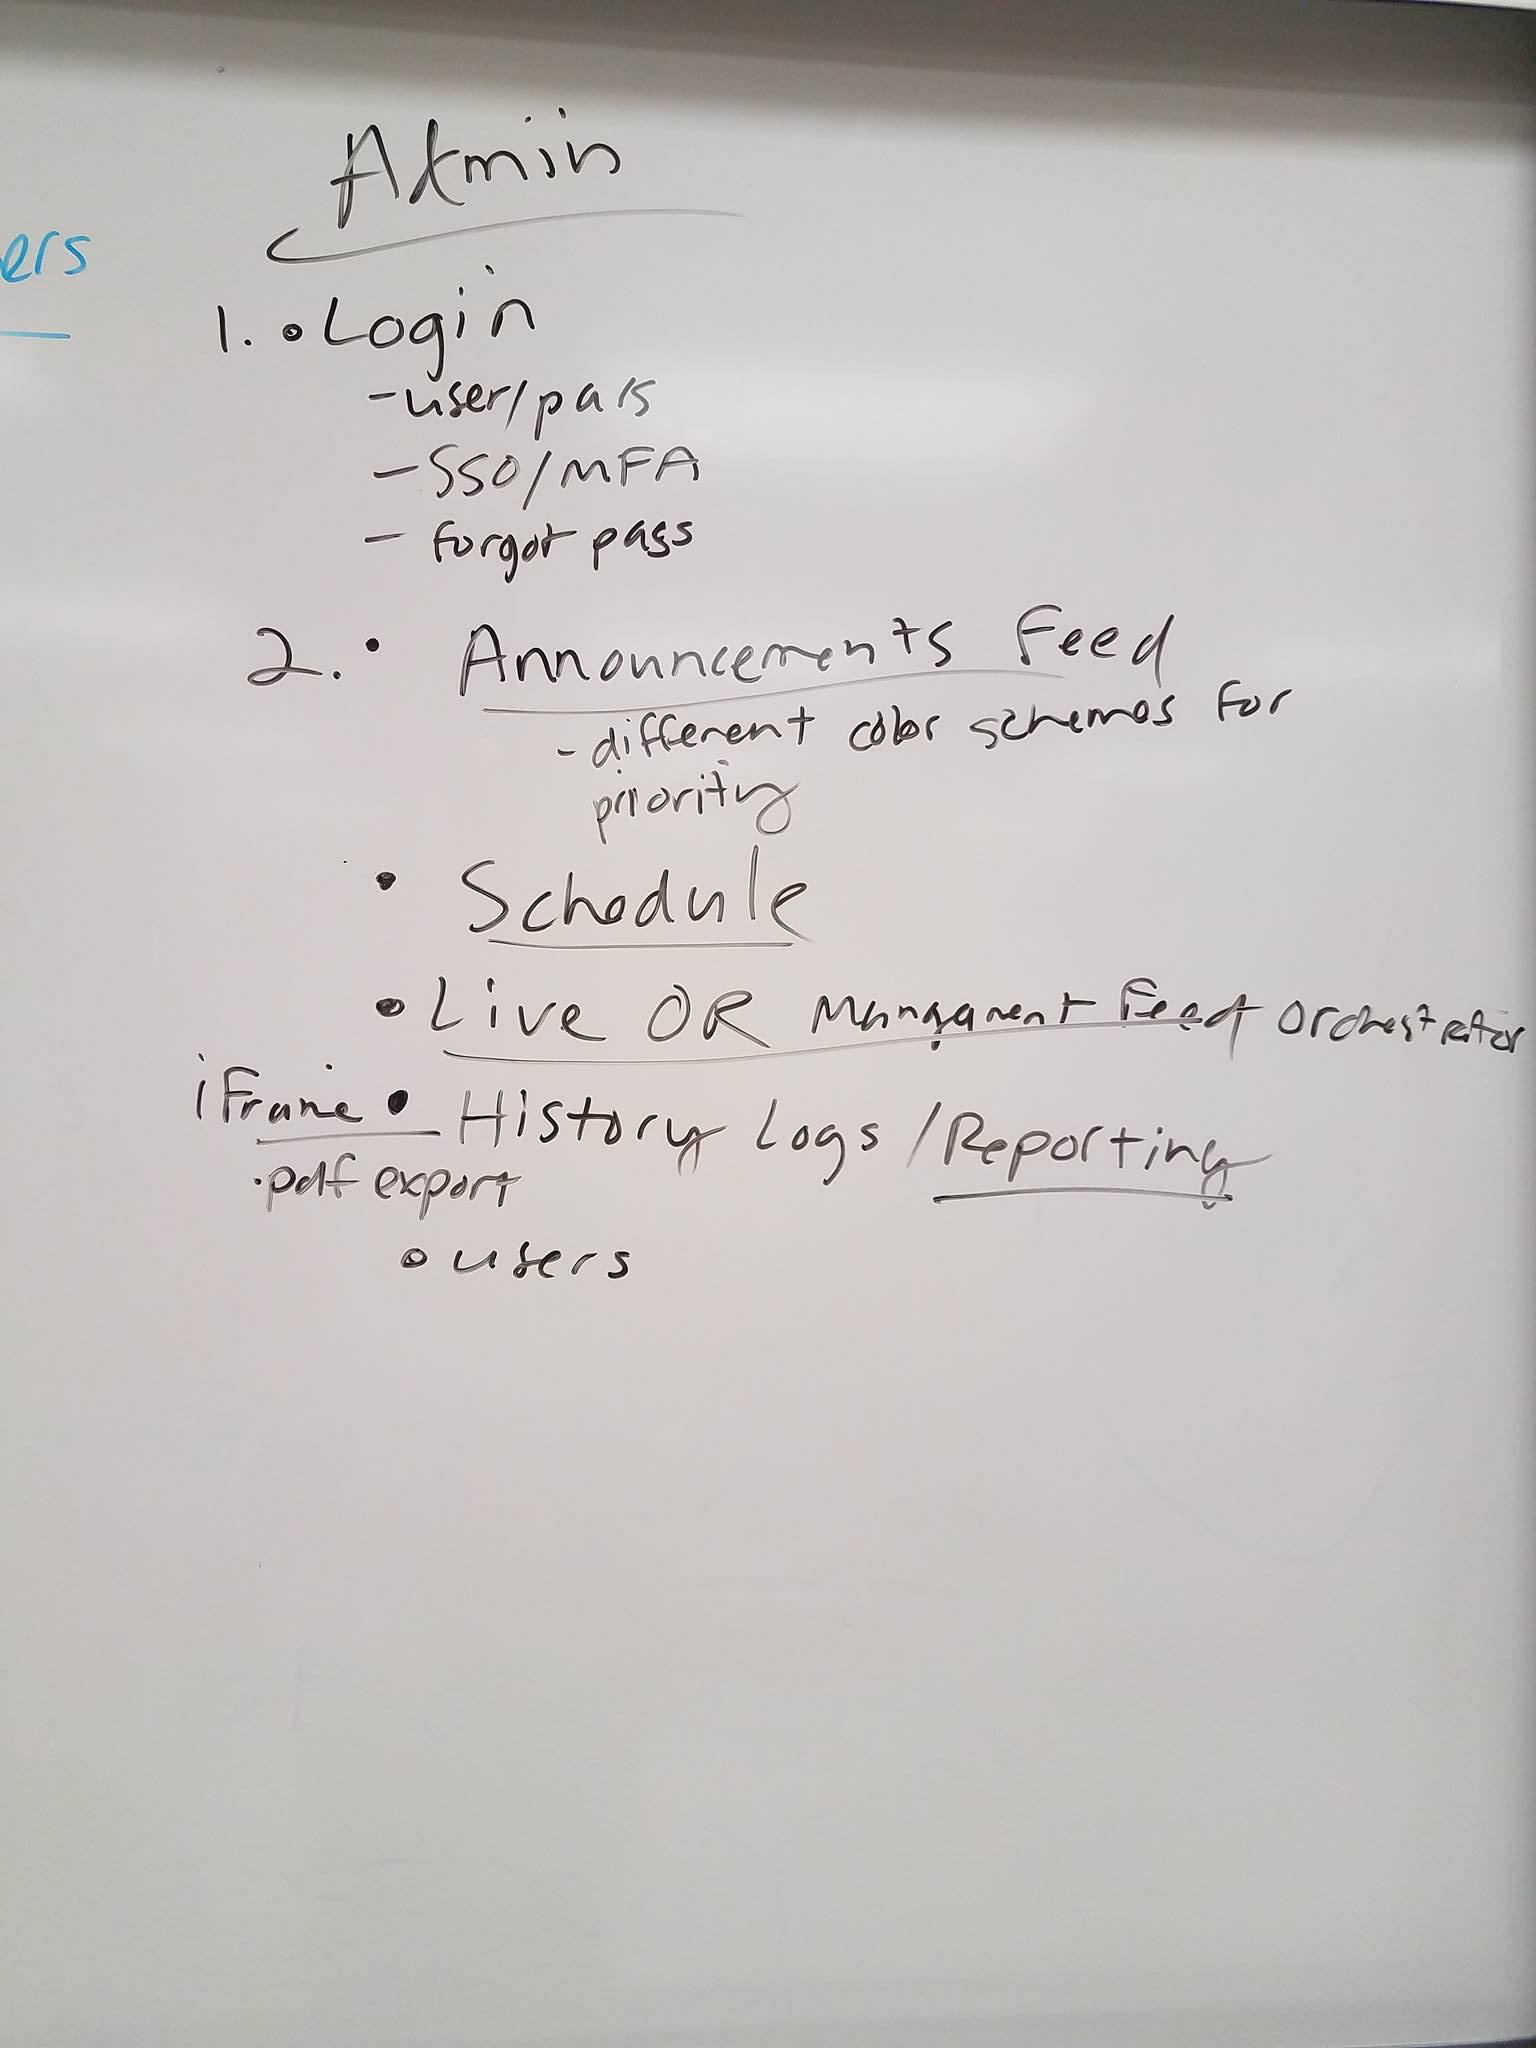 Admin
ers
1. • Login
- user/pass
- SSO/MFA
- forgot pass
2. • Announcements Feed
- different color schemes for
priority
• Schedule
• Live OR Mangament Feed Orchestrator
iFrame • History Logs / Reporting
• pdf export
• users